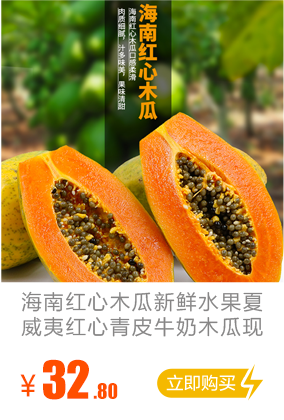 海南红心木瓜
海南红心木瓜口感柔滑
肉质细腻，汁多味美，果味清甜
海南红心木瓜新鲜水果夏
威夷红心青皮牛奶木瓜现
¥32.80
立即购买